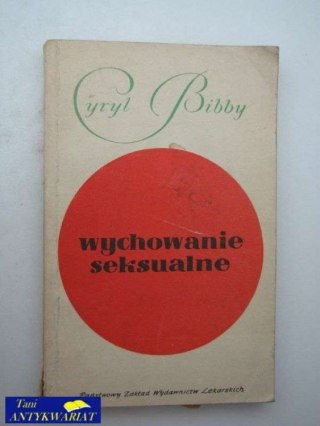 Cyryl Bibby
wychowanie
seksualne
Państwowy Zakład Wydawnictw Lekarskich
Tani
ANTYKWARIAT